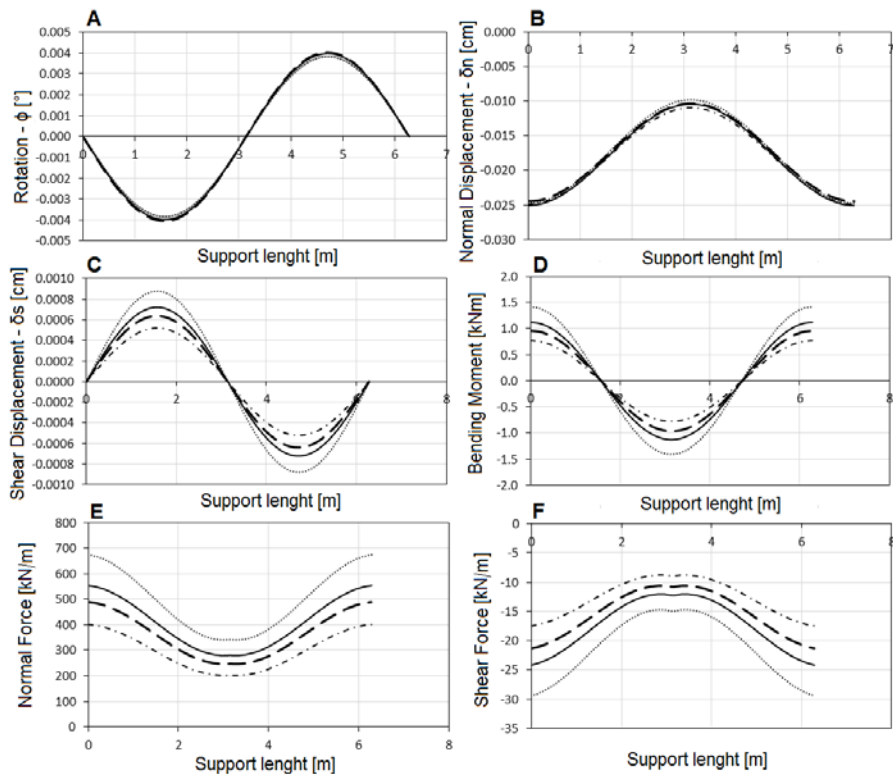 A
Rotation - ϕ [°]
0.005
0.004
0.003
0.002
0.001
0.000
-0.001
-0.002
-0.003
-0.004
-0.005
0 1 2 3 4 5 6 7
Support lenght [m]
B
Normal Displacement - δn [cm]
0.000
-0.005
-0.010
-0.015
-0.020
-0.025
-0.030
0 1 2 3 4 5 6 7
Support lenght [m]
C
Shear Displacement - δs [cm]
0.0010
0.0008
0.0006
0.0004
0.0002
0.0000
-0.0002
-0.0004
-0.0006
-0.0008
-0.0010
0 2 4 6 8
Support lenght [m]
D
Bending Moment [kNm]
2.0
1.5
1.0
0.5
0.0
-0.5
-1.0
-1.5
-2.0
0 2 4 6 8
Support lenght [m]
E
Normal Force [kN/m]
800
700
600
500
400
300
200
100
0
0 2 4 6 8
Support lenght [m]
F
Shear Force [kN/m]
0
-5
-10
-15
-20
-25
-30
-35
0 2 4 6 8
Support lenght [m]